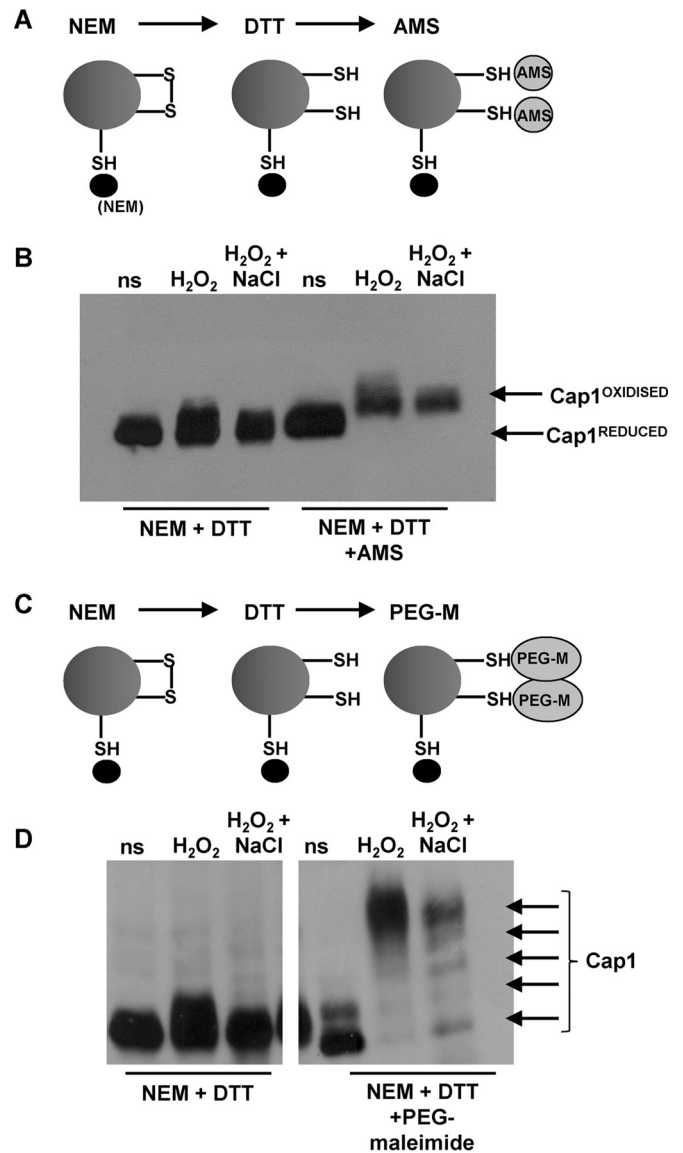 A
NEM DTT AMS
S
S
SH
(NEM)
SH
SH
SH
SH AMS
SH AMS
SH
B
ns H₂O₂ H₂O₂ + NaCl ns H₂O₂ H₂O₂ + NaCl
Cap1OXIDISED
Cap1REDUCED
NEM + DTT
NEM + DTT
+AMS
C
NEM DTT PEG-M
S
S
SH
SH
SH
SH
SH PEG-M
SH PEG-M
SH
D
ns H₂O₂ H₂O₂ + NaCl ns H₂O₂ H₂O₂ + NaCl
Cap1
NEM + DTT
NEM + DTT
+PEG-
maleimide